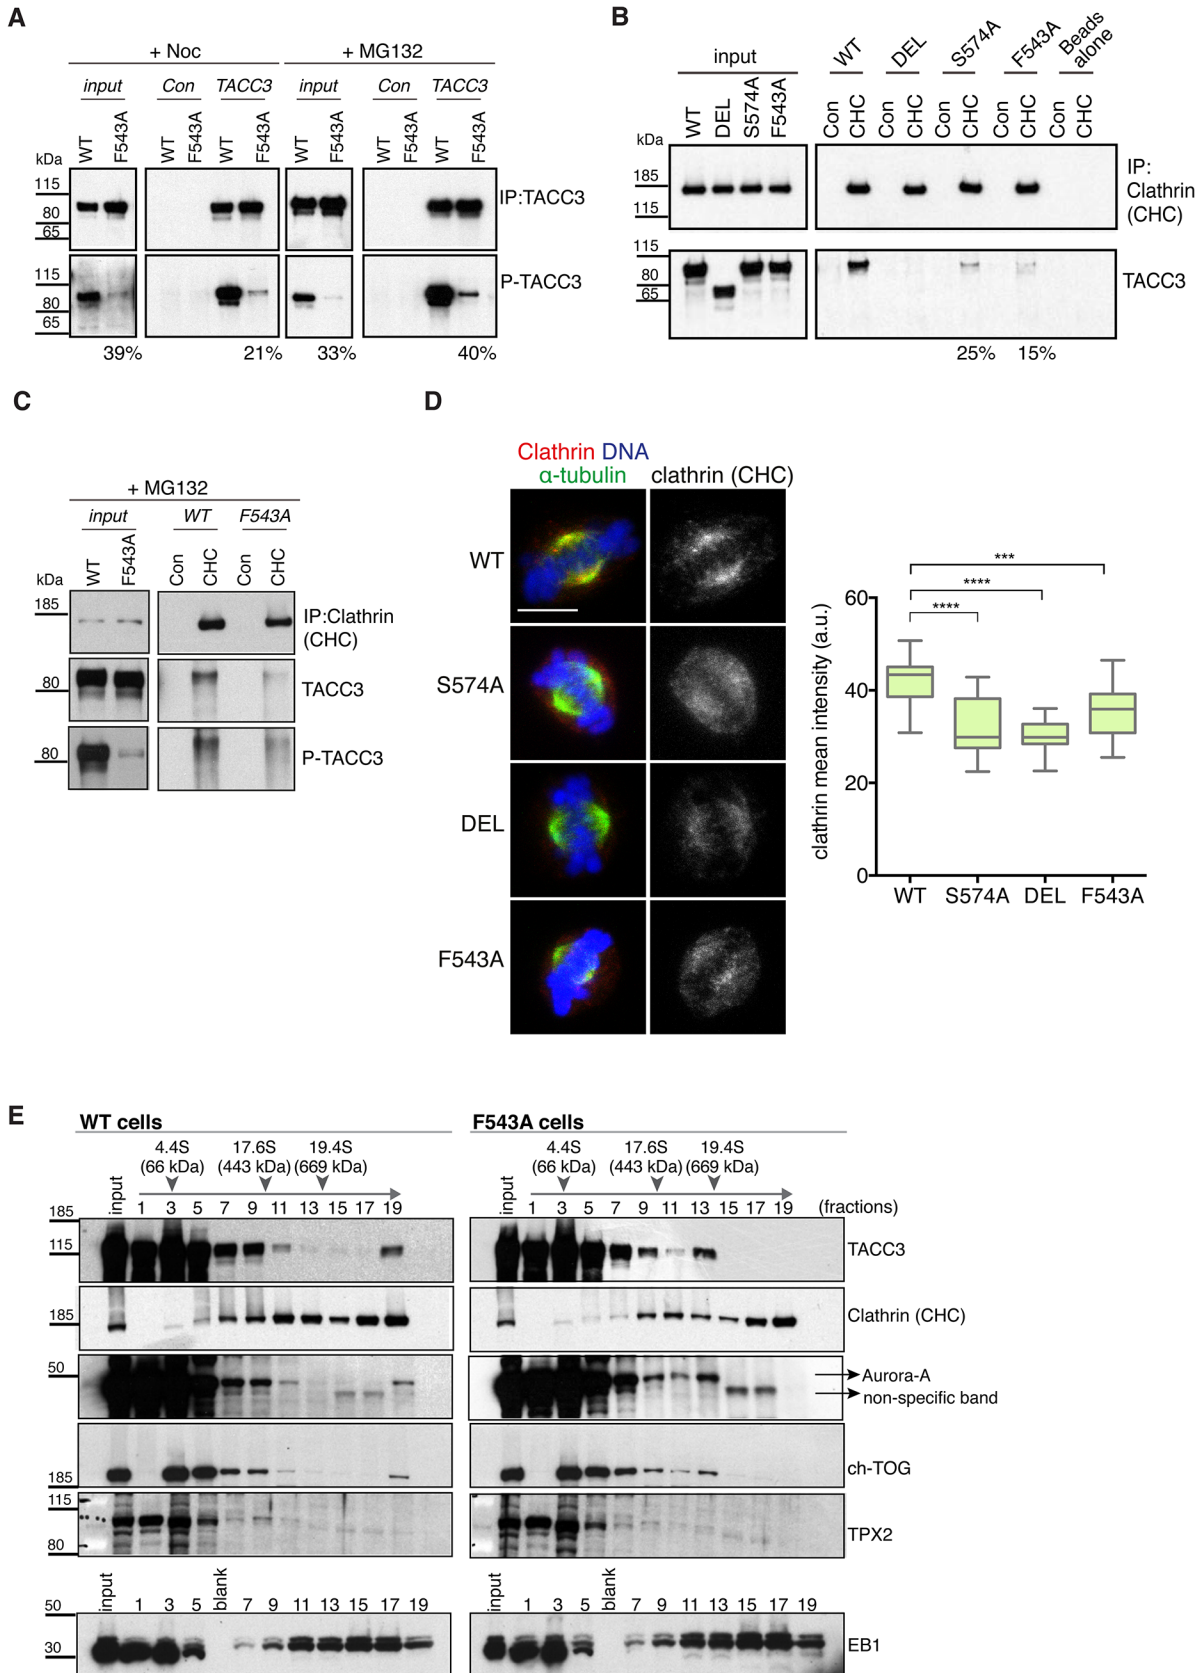 A
+ Noc
+ MG132
input
Con
TACC3
input
Con
TACC3
WT
F543A
WT
F543A
WT
F543A
WT
F543A
WT
F543A
WT
F543A
kDa
115
80
65
IP:TACC3
115
80
65
P-TACC3
39%
21%
33%
40%
B
input
WT
DEL
S574A
F543A
Beads alone
WT
DEL
S574A
F543A
Con
CHC
Con
CHC
Con
CHC
Con
CHC
Con
CHC
kDa
185
115
IP:
Clathrin
(CHC)
115
80
65
TACC3
25%
15%
C
+ MG132
input
WT
F543A
WT
F543A
Con
CHC
Con
CHC
kDa
185
IP:Clathrin
(CHC)
80
TACC3
80
P-TACC3
D
Clathrin DNA
α-tubulin
clathrin (CHC)
WT
S574A
DEL
F543A
clathrin mean intensity (a.u.)
60
40
20
0
***
****
****
WT
S574A
DEL
F543A
E
WT cells
4.4S
(66 kDa)
17.6S
(443 kDa)
19.4S
(669 kDa)
input
1 3 5 7 9 11 13 15 17 19
F543A cells
4.4S
(66 kDa)
17.6S
(443 kDa)
19.4S
(669 kDa)
input
1 3 5 7 9 11 13 15 17 19
(fractions)
185
115
TACC3
185
Clathrin (CHC)
50
Aurora-A
non-specific band
185
ch-TOG
115
80
TPX2
input
1 3 5 blank 7 9 11 13 15 17 19
input
1 3 5 blank 7 9 11 13 15 17 19
50
30
EB1